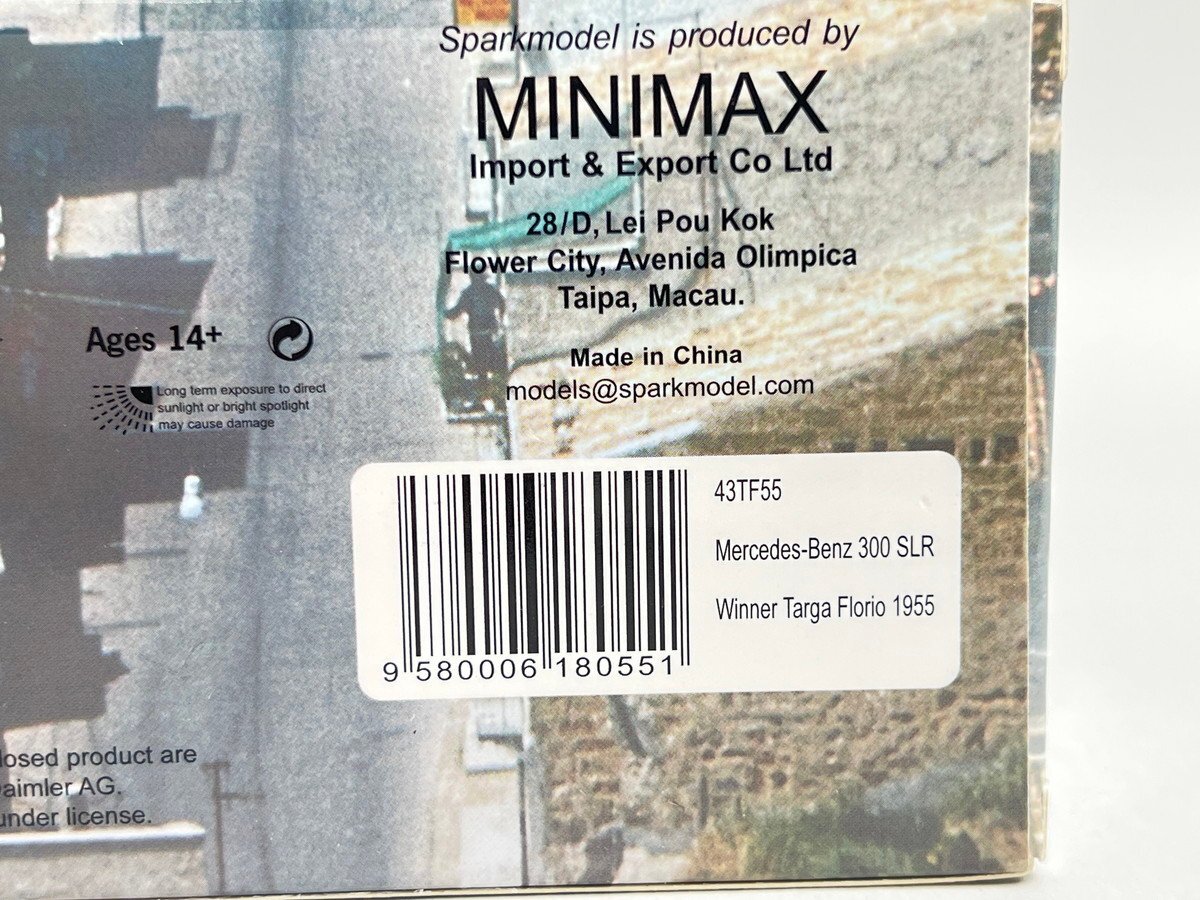 Sparkmodel is produced by
MINIMAX
Import & Export Co Ltd
28/D, Lei Pou Kok
Flower City, Avenida Olimpica
Taipa, Macau.
Made in China
models@sparkmodel.com
Ages 14+
Long term exposure to direct
sunlight or bright spotlight
may cause damage
43TF55
Mercedes-Benz 300 SLR
Winner Targa Florio 1955
9 580006 180551
losed product are
aimler AG.
under license.